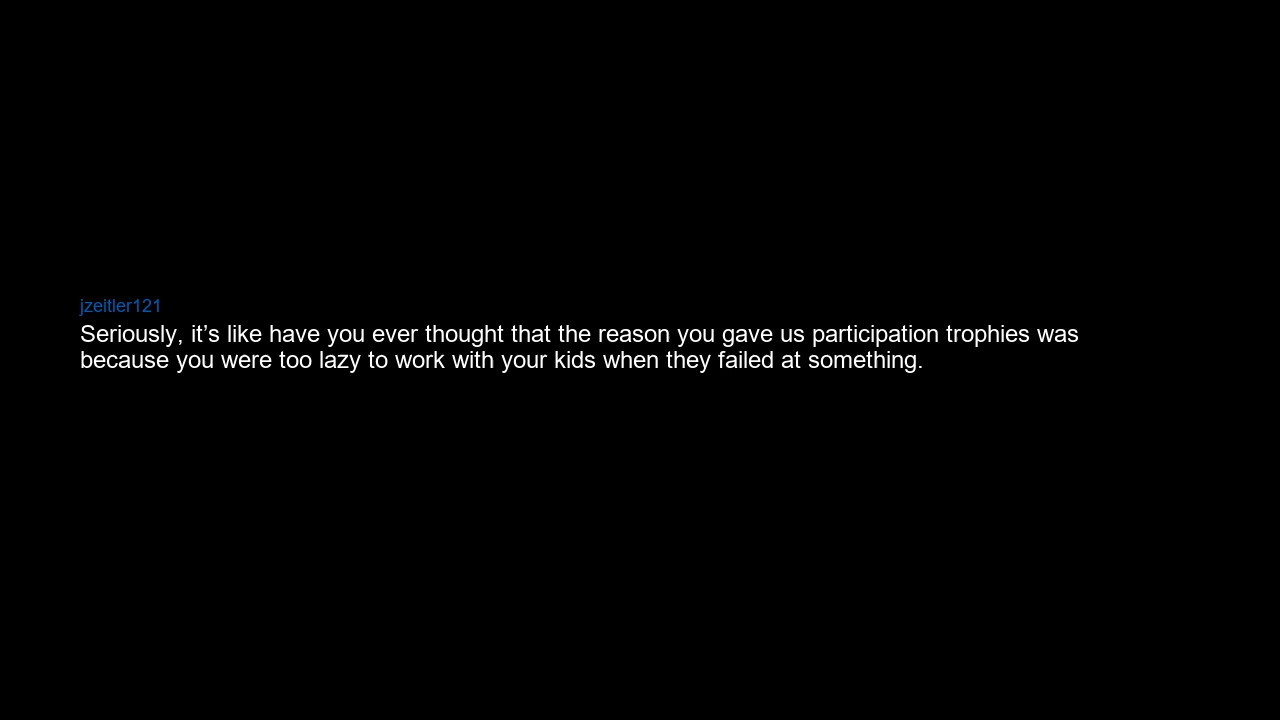 jzeitler121
Seriously, it’s like have you ever thought that the reason you gave us participation trophies was
because you were too lazy to work with your kids when they failed at something.